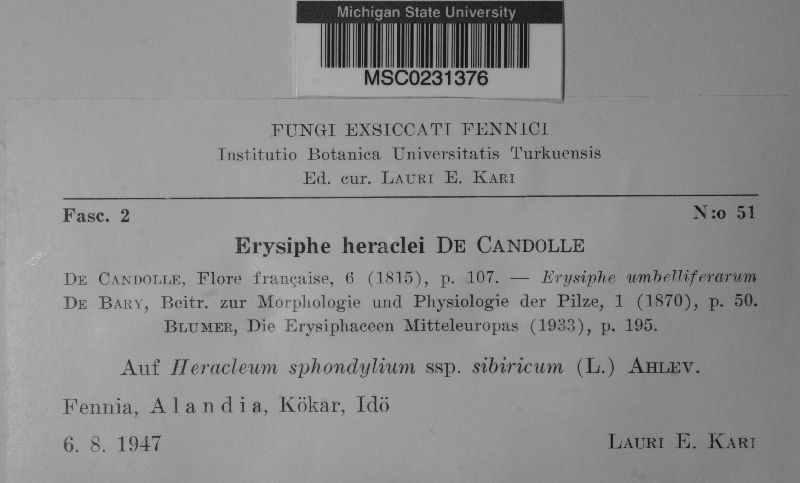 Michigan State University
MSC0231376
FUNGI EXSICCATI FENNICI
Institutio Botanica Universitatis Turkuensis
Ed. cur. LAURI E. KARI
Fasc. 2 N:o 51
Erysiphe heraclei DE CANDOLLE
DE CANDOLLE, Flore française, 6 (1815), p. 107. — Erysiphe umbelliferarum
DE BARY, Beitr. zur Morphologie und Physiologie der Pilze, 1 (1870), p. 50.
BLUMER, Die Erysiphaceen Mitteleuropas (1933), p. 195.
Auf Heracleum sphondylium ssp. sibiricum (L.) AHLEV.
Fennia, Alandia, Kökar, Idö
6. 8. 1947 LAURI E. KARI